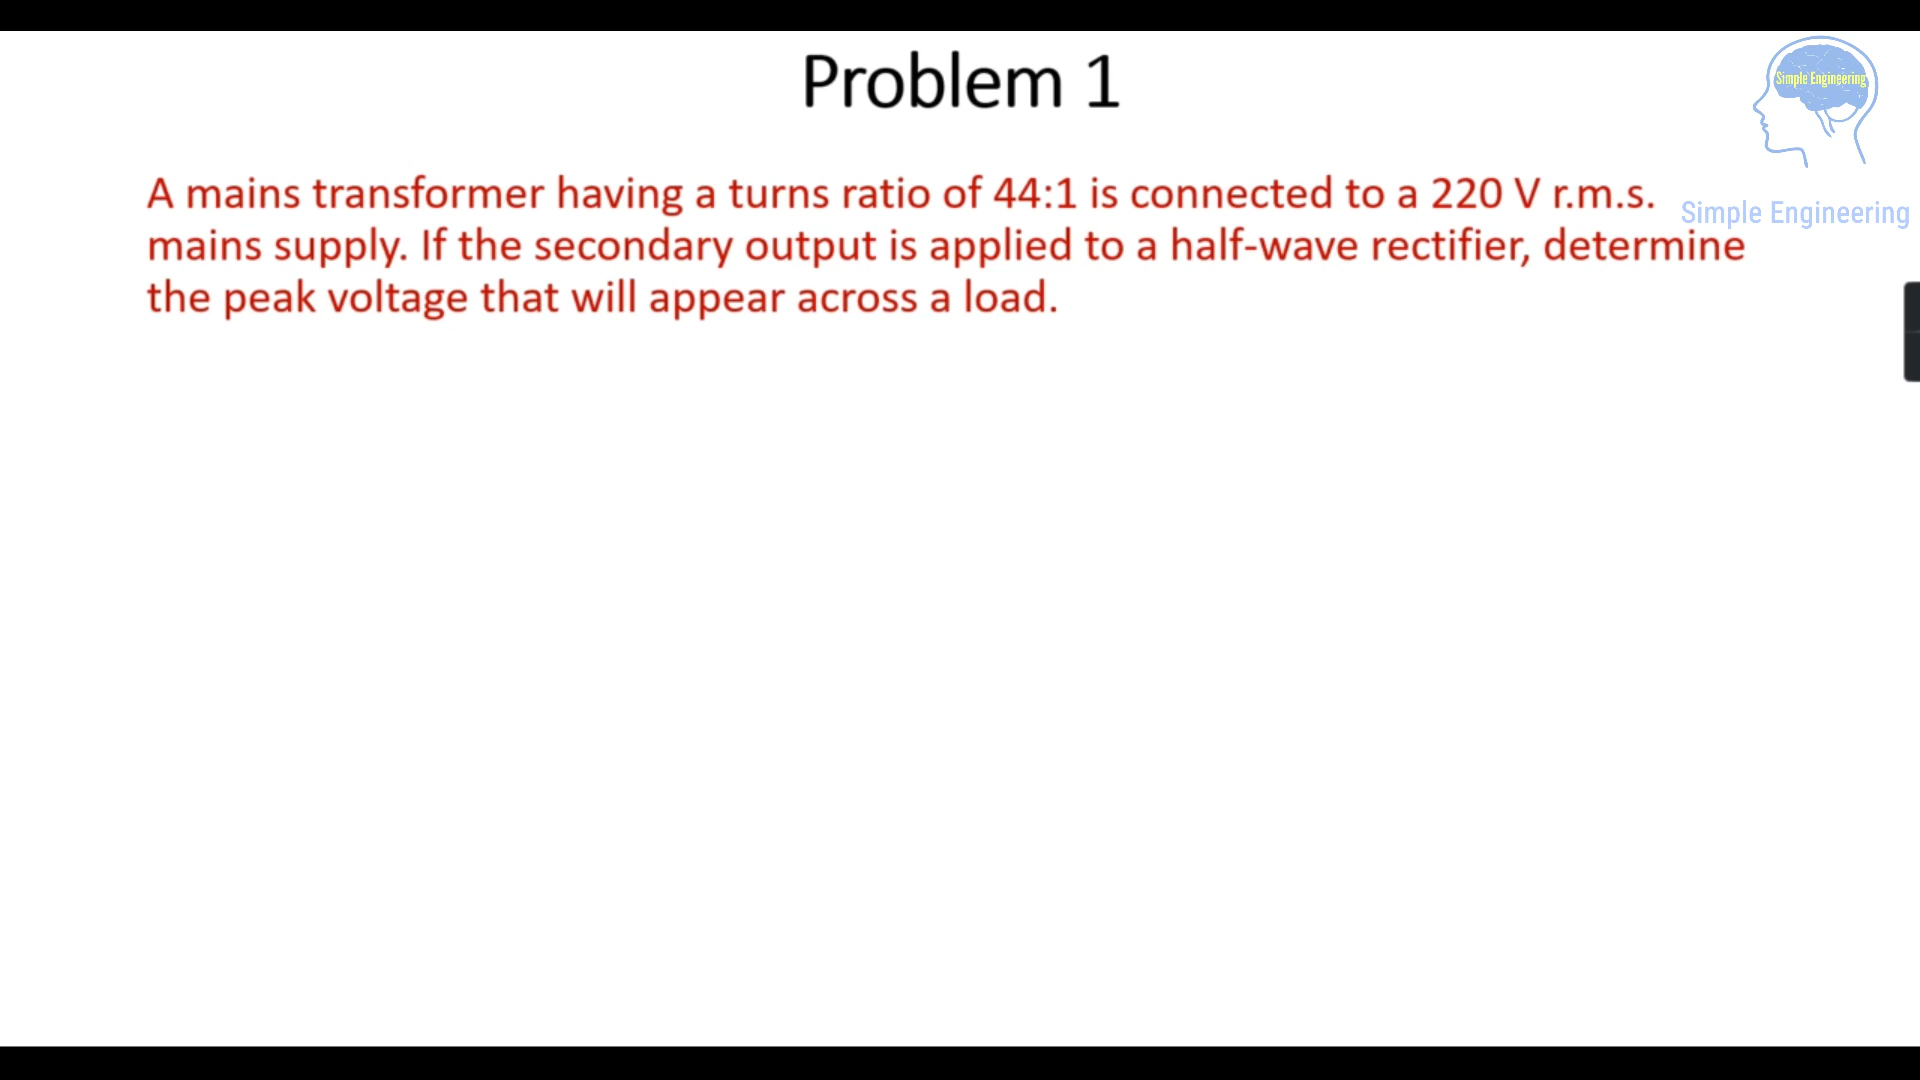 Problem 1
Simple Engineering
A mains transformer having a turns ratio of 44:1 is connected to a 220 V r.m.s.
Simple Engineering
mains supply. If the secondary output is applied to a half-wave rectifier, determine
the peak voltage that will appear across a load.